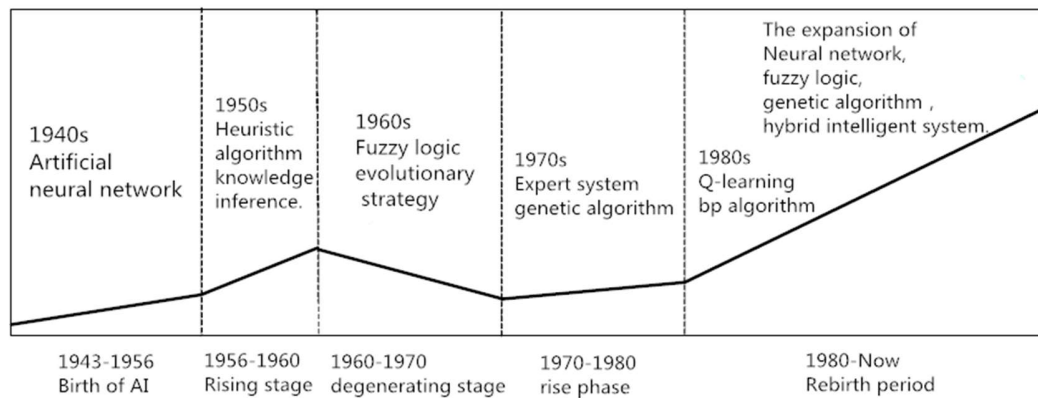 1940s
Artificial
neural network
1950s
Heuristic
algorithm
knowledge
inference.
1960s
Fuzzy logic
evolutionary
strategy
1970s
Expert system
genetic algorithm
1980s
Q-learning
bp algorithm
The expansion of
Neural network,
fuzzy logic,
genetic algorithm ,
hybrid intelligent system.
1943-1956
Birth of AI
1956-1960
Rising stage
1960-1970
degenerating stage
1970-1980
rise phase
1980-Now
Rebirth period